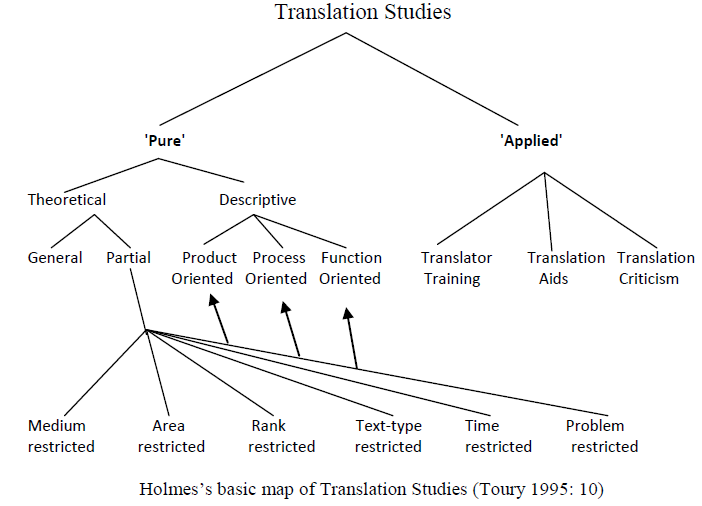 Translation Studies
'Pure' 'Applied'
Theoretical Descriptive
General Partial Product Process Function Translator Translation Translation
Oriented Oriented Oriented Training Aids Criticism
Medium Area Rank Text-type Time Problem
restricted restricted restricted restricted restricted restricted
Holmes's basic map of Translation Studies (Toury 1995: 10)